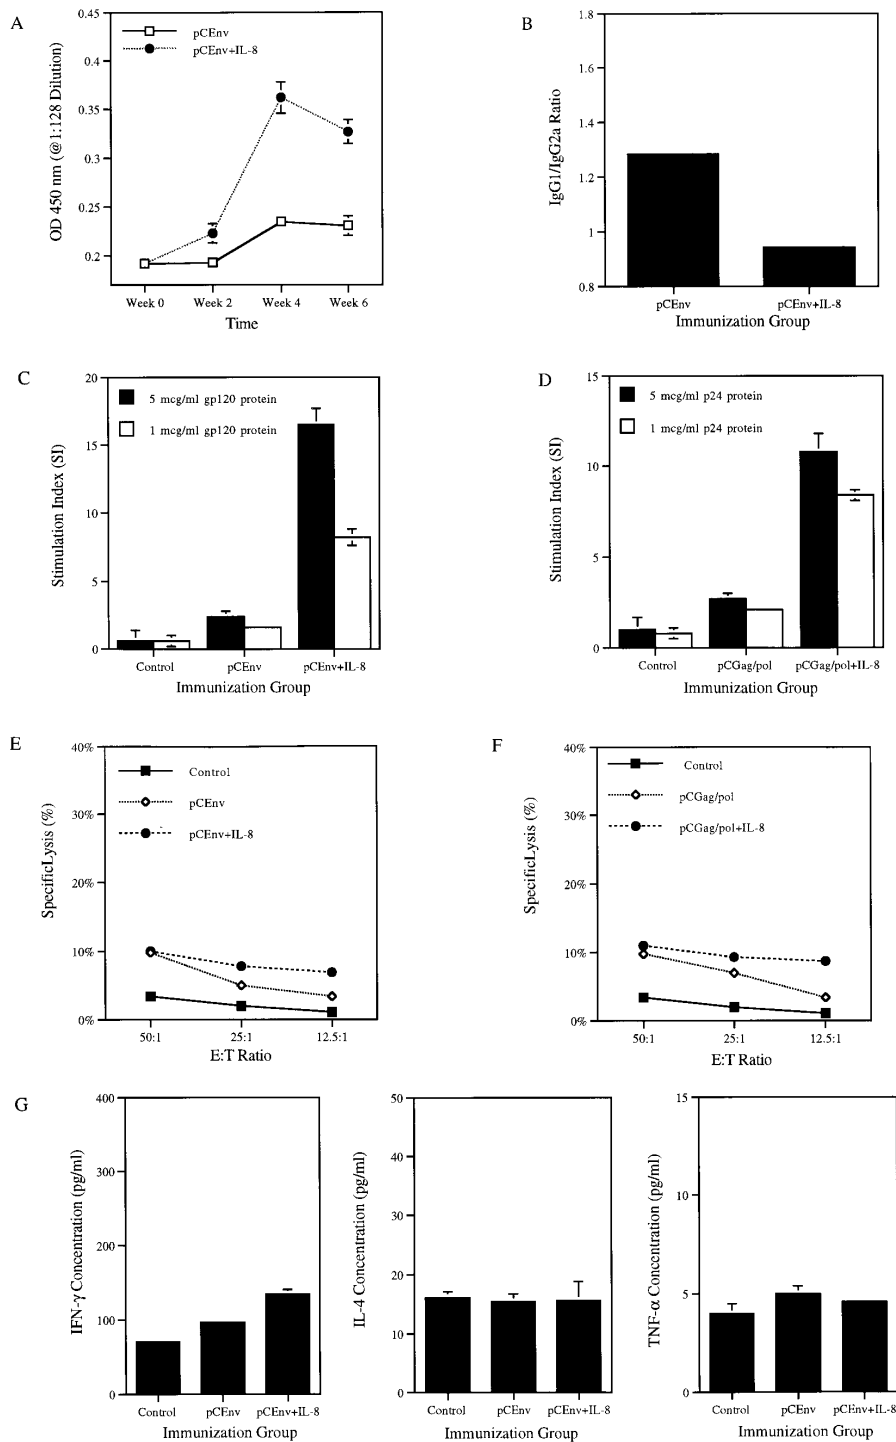 A
OD 450 nm (@1:128 Dilution)
0.45
0.35
0.3
0.25
0.2
pCEnv
pCEnv+IL-8
Week 0
Week 2
Week 4
Week 6
Time
B
IgG1/IgG2a Ratio
1.8
1.6
1.4
1.2
1
0.8
pCEnv
pCEnv+IL-8
Immunization Group
C
Stimulation Index (SI)
20
15
10
5
0
5 mcg/ml gp120 protein
1 mcg/ml gp120 protein
Control
pCEnv
pCEnv+IL-8
Immunization Group
D
Stimulation Index (SI)
15
10
5
0
5 mcg/ml p24 protein
1 mcg/ml p24 protein
Control
pCGag/pol
pCGag/pol+IL-8
Immunization Group
E
SpecificLysis (%)
40%
30%
20%
10%
0%
Control
pCEnv
pCEnv+IL-8
50:1
25:1
12.5:1
E:T Ratio
F
SpecificLysis (%)
40%
30%
20%
10%
0%
Control
pCGag/pol
pCGag/pol+IL-8
50:1
25:1
12.5:1
E:T Ratio
G
IFN-γ Concentration (pg/ml)
400
300
200
100
0
Control
pCEnv
pCEnv+IL-8
Immunization Group
IL-4 Concentration (pg/ml)
50
40
30
20
10
0
Control
pCEnv
pCEnv+IL-8
Immunization Group
TNF-α Concentration (pg/ml)
15
10
5
0
Control
pCEnv
pCEnv+IL-8
Immunization Group